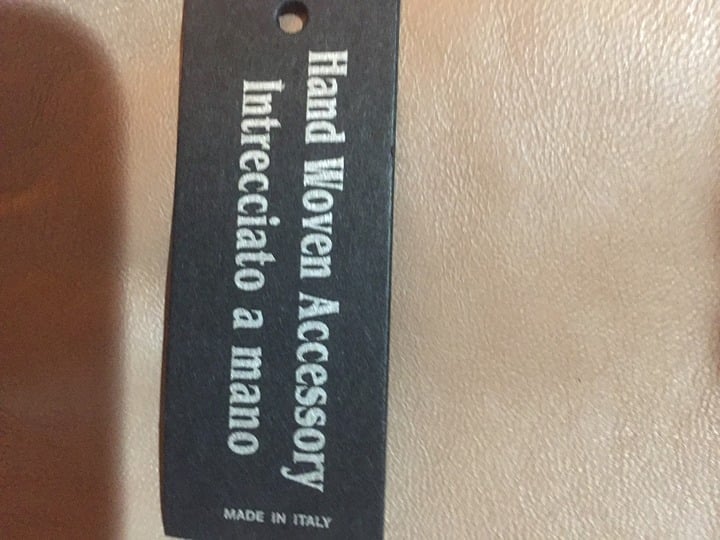 Hand Woven Accessory
Intrecciato a mano
MADE IN ITALY